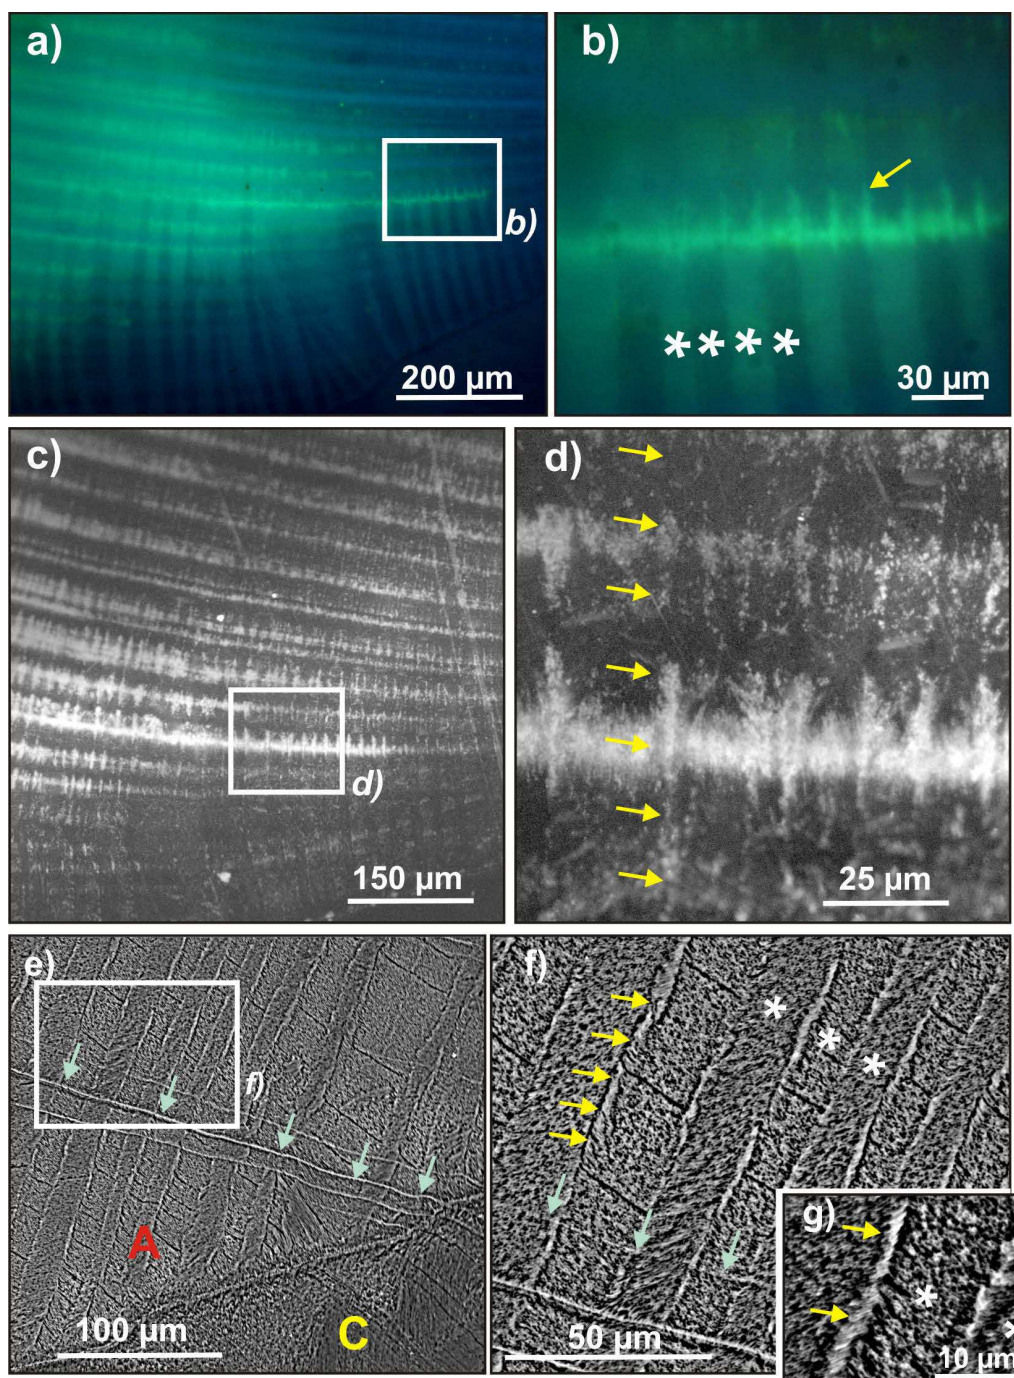 a)
b)
b)
200 µm
30 µm
****
c)
d)
d)
150 µm
25 µm
e)
f)
f)
* * *
A
C
100 µm
50 µm
g)
*
*
10 µm